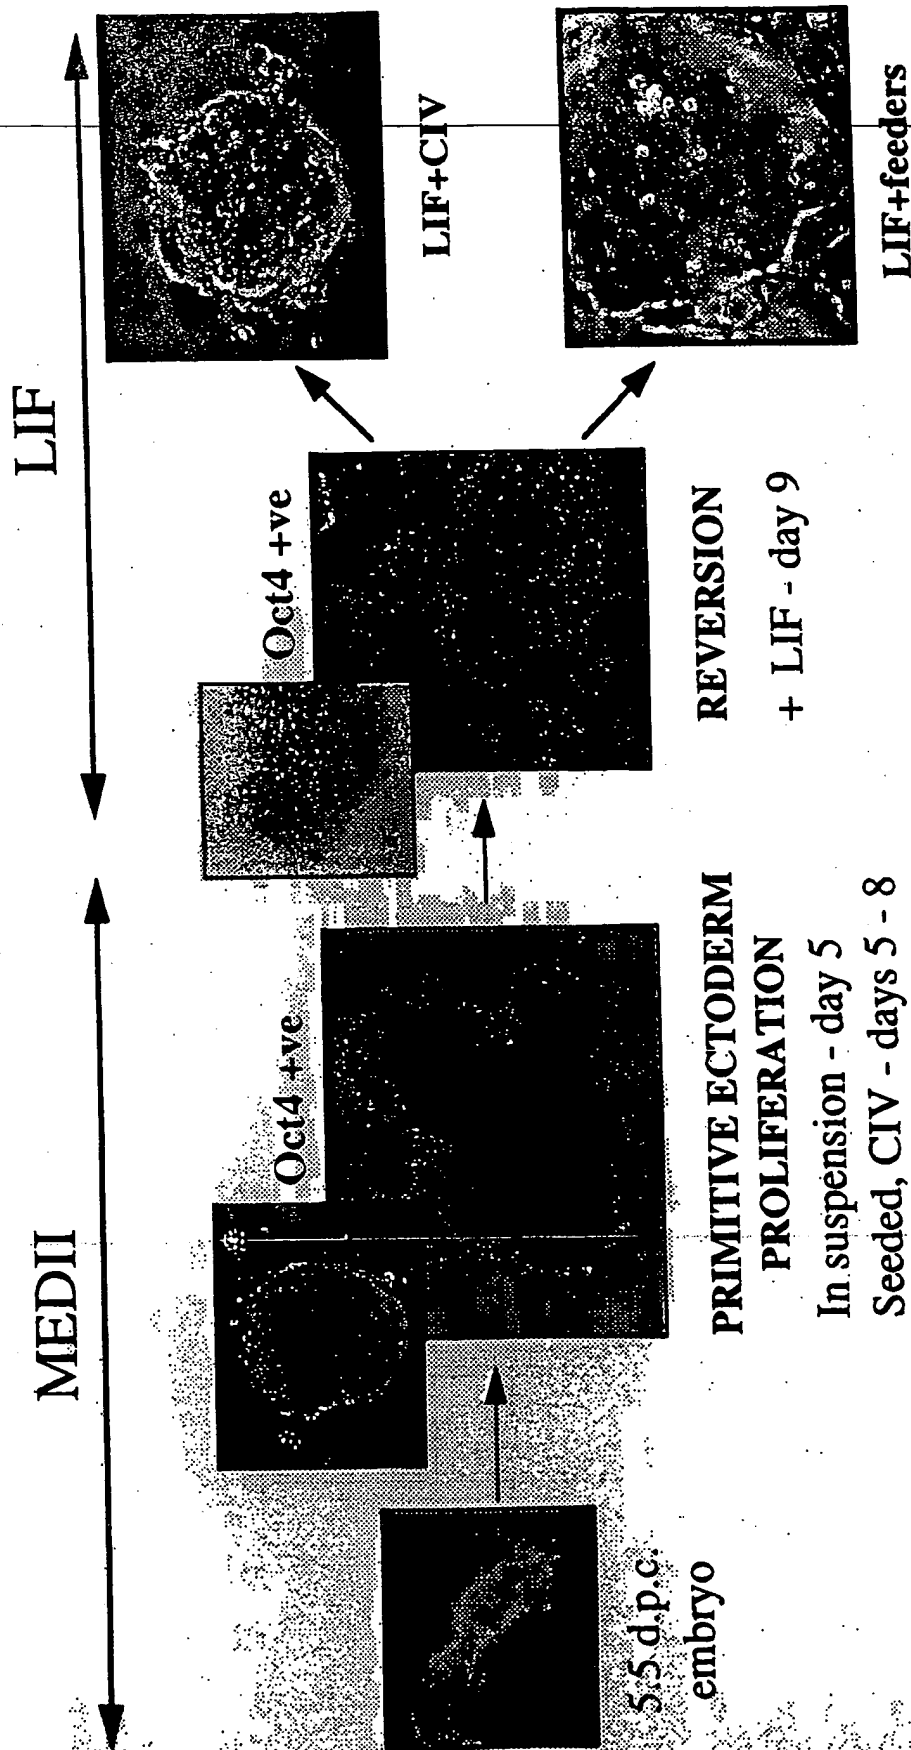 MEDII
LIF
Oct4 +ve
Oct4 +ve
5.5 d.p.c.
embryo
PRIMITIVE ECTODERM
PROLIFERATION
In suspension - day 5
Seeded, CIV - days 5 - 8
REVERSION
+ LIF - day 9
LIF+CIV
LIF+feeders